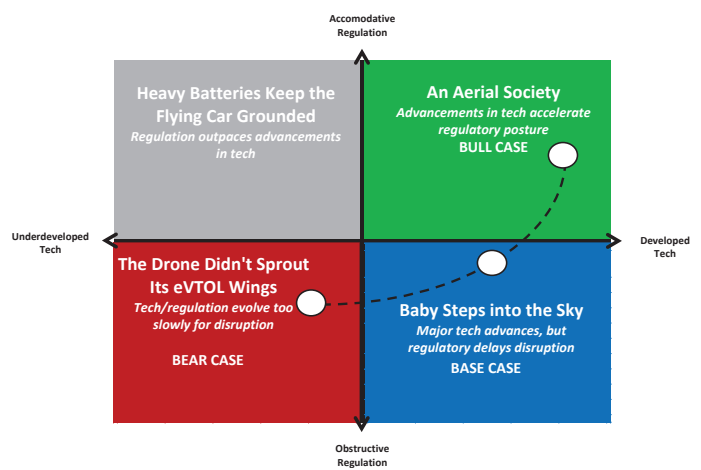 Accomodative
Regulation
Heavy Batteries Keep the
Flying Car Grounded
Regulation outpaces advancements
in tech
An Aerial Society
Advancements in tech accelerate
regulatory posture
BULL CASE
Underdeveloped
Tech
Developed
Tech
The Drone Didn't Sprout
Its eVTOL Wings
Tech/regulation evolve too
slowly for disruption
BEAR CASE
Baby Steps into the Sky
Major tech advances, but
regulatory delays disruption
BASE CASE
Obstructive
Regulation